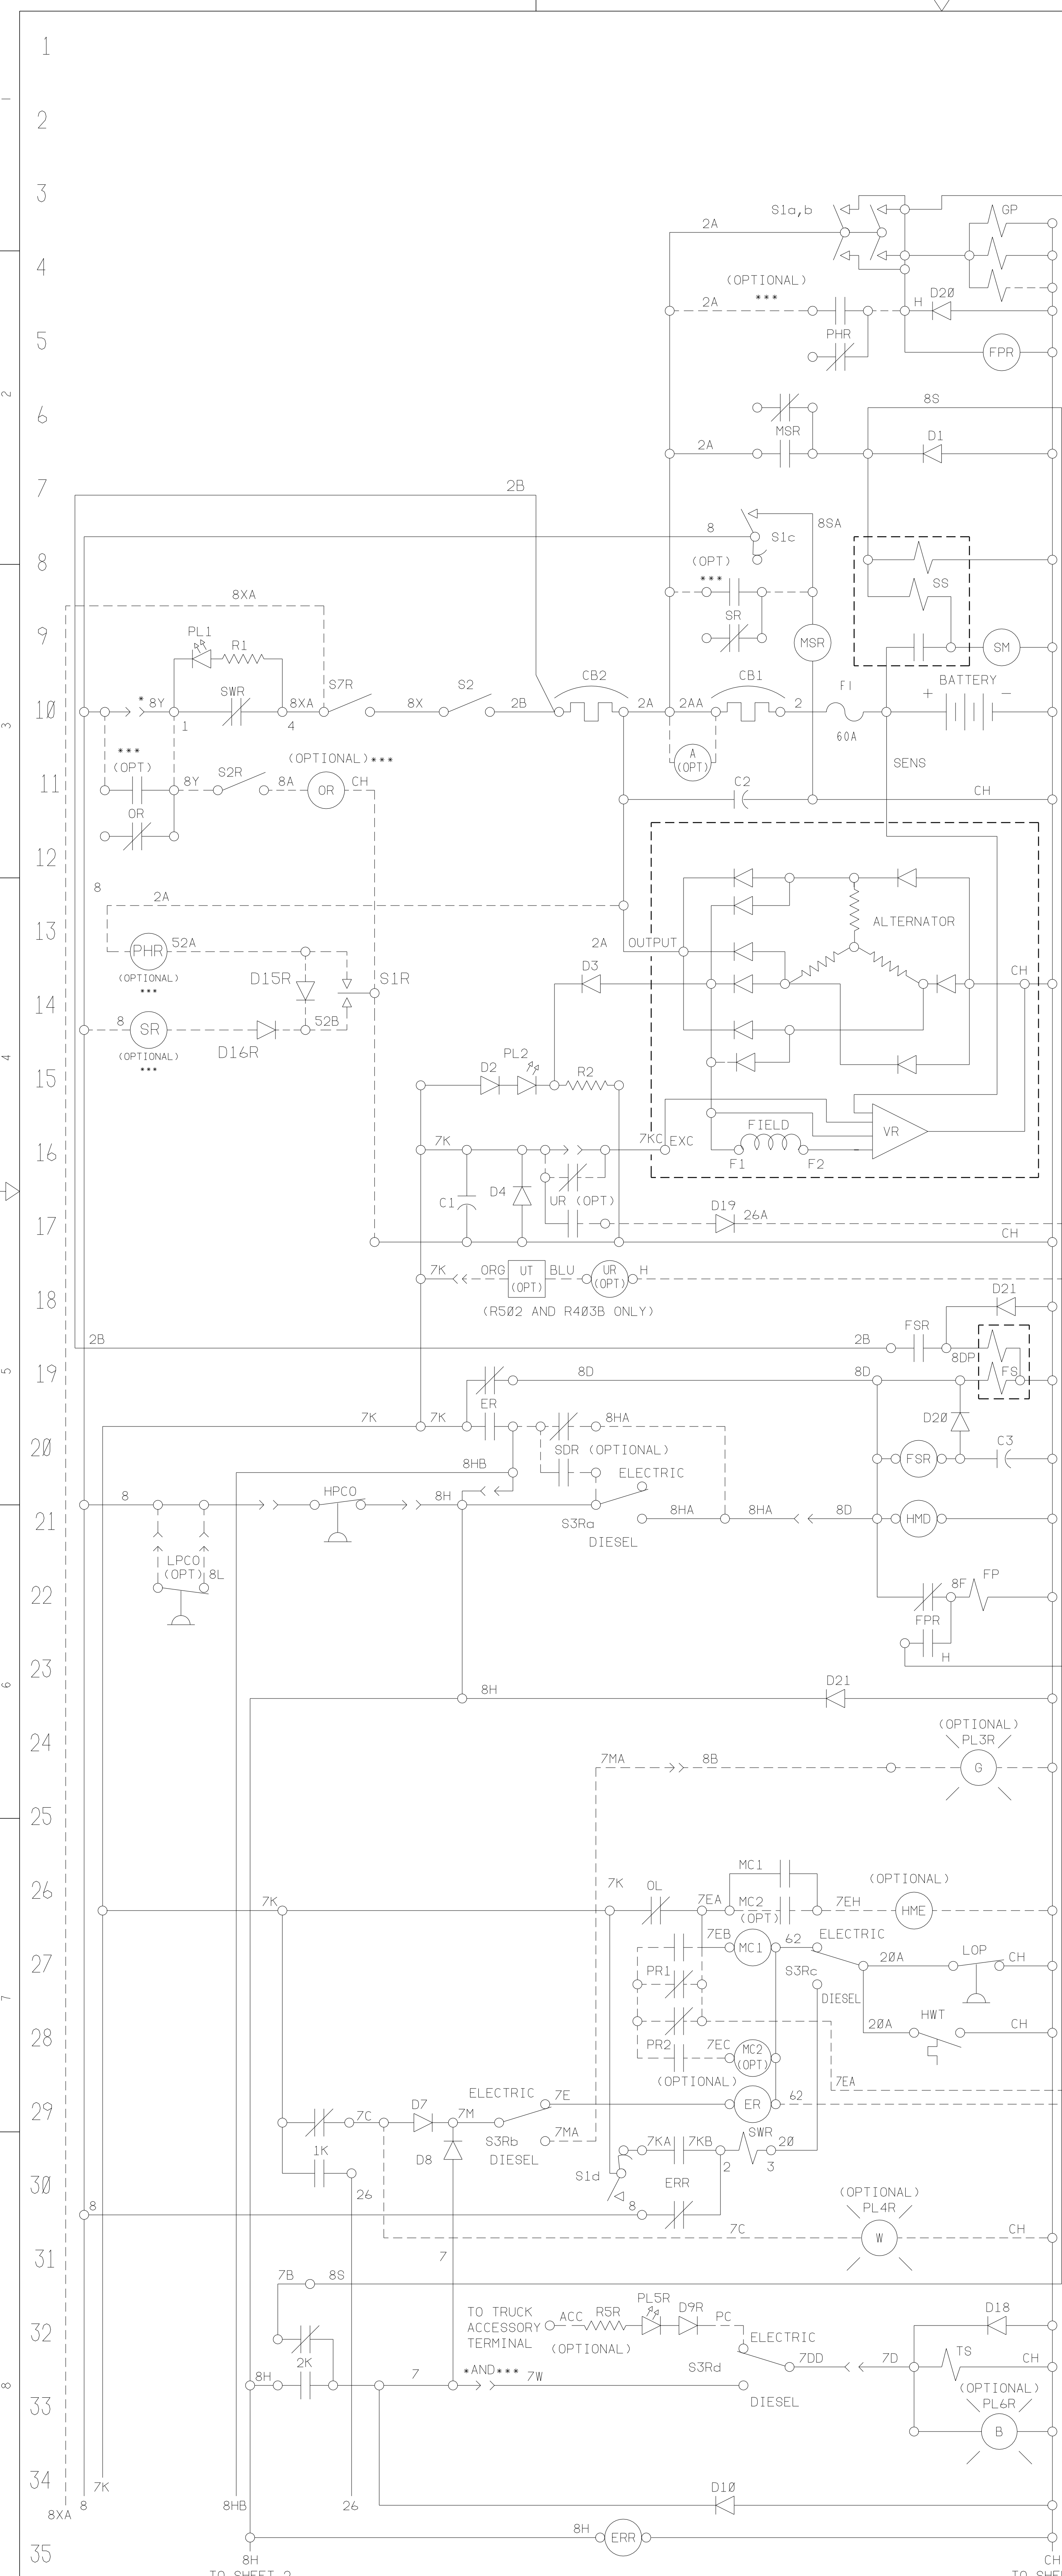 1
2
3
S1a,b
GP
2A
4
(OPTIONAL)
***
2A
H
D20
PHR
5
FPR
2
6
8S
MSR
2A
D1
7
2B
8
S1c
8SA
8
(OPT)
***
8XA
SS
SR
9
PL1
R1
MSR
SM
SWR
CB2
CB1
F1
BATTERY
+
-
10
*
8Y
8XA
S7R
8X
S2
2B
2A
2AA
2
1
4
60A
3
***
(OPT)
(OPTIONAL)***
A
(OPT)
SENS
11
8Y
S2R
8A
OR
CH
C2
CH
OR
12
8
2A
13
ALTERNATOR
PHR
52A
2A
OUTPUT
(OPTIONAL)
***
D15R
S1R
D3
CH
14
8
SR
52B
D16R
(OPTIONAL)
***
4
15
D2
PL2
R2
FIELD
VR
16
7K
7KC
EXC
F1
F2
C1
D4
UR (OPT)
D19
26A
17
CH
7K
ORG
UT
(OPT)
BLU
UR
(OPT)
H
18
(R502 AND R403B ONLY)
D21
2B
2B
FSR
8DP
5
19
8D
8D
FS
ER
7K
7K
8HA
D20
20
SDR (OPTIONAL)
FSR
C3
8HB
ELECTRIC
8
HPCO
8H
21
S3Ra
8HA
8HA
8D
HMD
DIESEL
LPCO
(OPT)
8L
22
8F
FP
FPR
23
H
6
8H
D21
24
(OPTIONAL)
PL3R
7MA
8B
G
25
MC1
26
7K
7K
OL
7EA
MC2
(OPT)
7EH
(OPTIONAL)
HME
7EB
MC1
62
ELECTRIC
27
PR1
S3Rc
20A
LOP
CH
7
DIESEL
28
PR2
7EC
MC2
(OPT)
20A
HWT
CH
(OPTIONAL)
7EA
29
ELECTRIC
7E
ER
62
7C
D7
7M
S3Rb
7MA
SWR
1K
D8
DIESEL
7KA
7KB
20
30
S1d
2
3
ERR
26
(OPTIONAL)
PL4R
8
8
7C
W
CH
31
7
7B
8S
32
TO TRUCK
ACCESSORY
TERMINAL
ACC
R5R
PL5R
D9R
PC
D18
(OPTIONAL)
ELECTRIC
2K
S3Rd
7DD
7D
TS
CH
8
8H
7
*AND***
7W
33
DIESEL
(OPTIONAL)
PL6R
B
34
7K
D10
8XA
8
8HB
26
8H
ERR
35
8H
CH